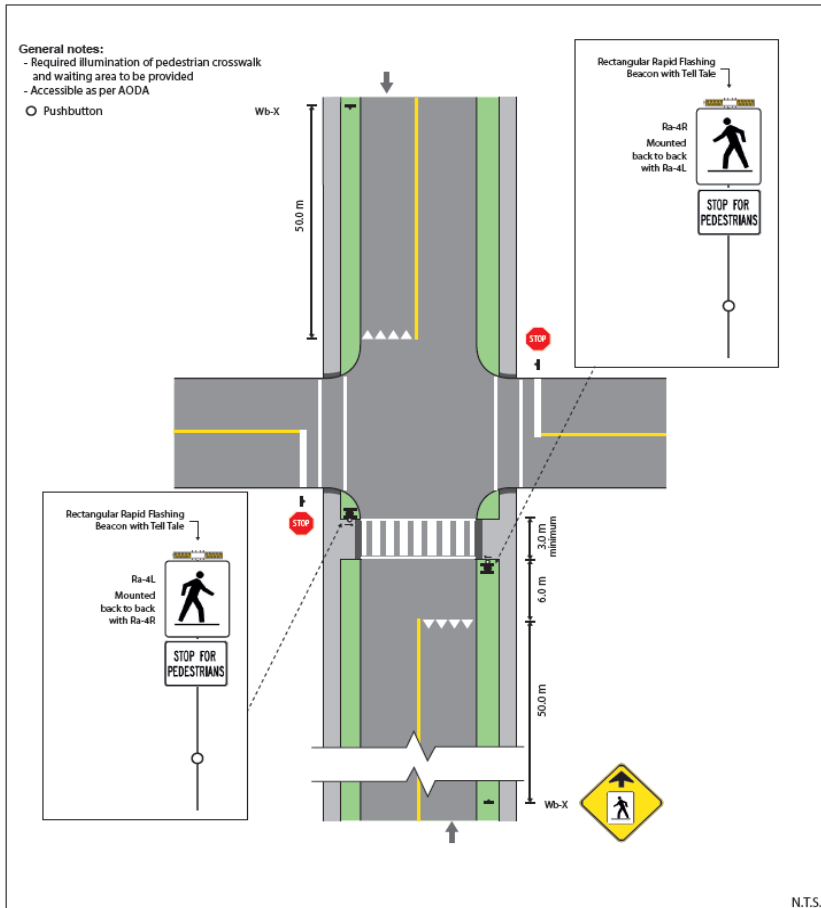 General notes:
- Required illumination of pedestrian crosswalk
and waiting area to be provided
- Accessible as per AODA
Pushbutton
Wb-X
50.0 m
Rectangular Rapid Flashing
Beacon with Tell Tale
Ra-4R
Mounted
back to back
with Ra-4L
STOP FOR
PEDESTRIANS
STOP
STOP
3.0 m
minimum
6.0 m
50.0 m
Rectangular Rapid Flashing
Beacon with Tell Tale
Ra-4L
Mounted
back to back
with Ra-4R
STOP FOR
PEDESTRIANS
Wb-X
N.T.S.